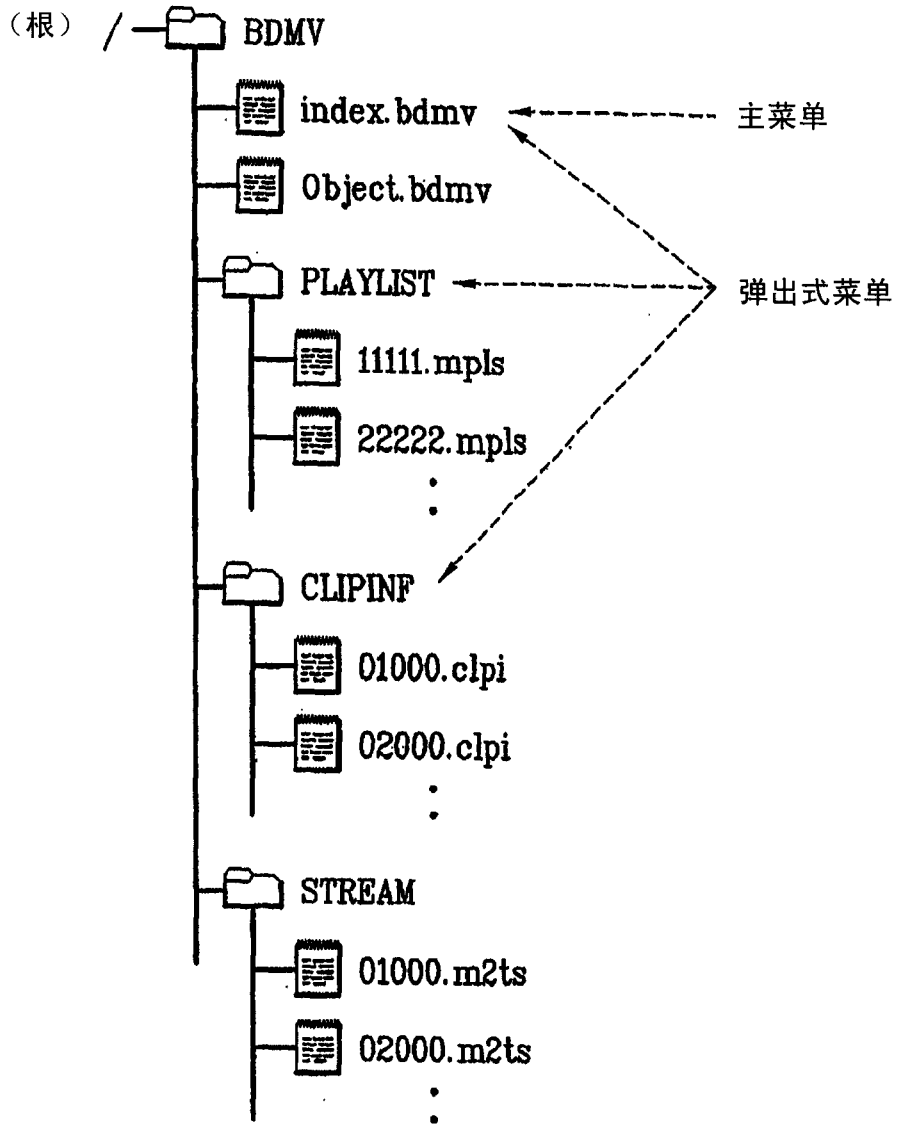 （根） / BDMV
index.bdmv 主菜单
Object.bdmv
PLAYLIST 弹出式菜单
11111.mpls
22222.mpls
CLIPINF
01000.clpi
02000.clpi
STREAM
01000.m2ts
02000.m2ts